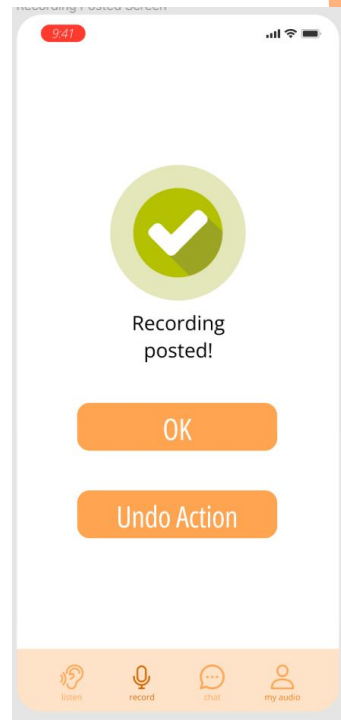 Recording Posted Screen
9:41
Recording
posted!
OK
Undo Action
listen
record
chat
my audio